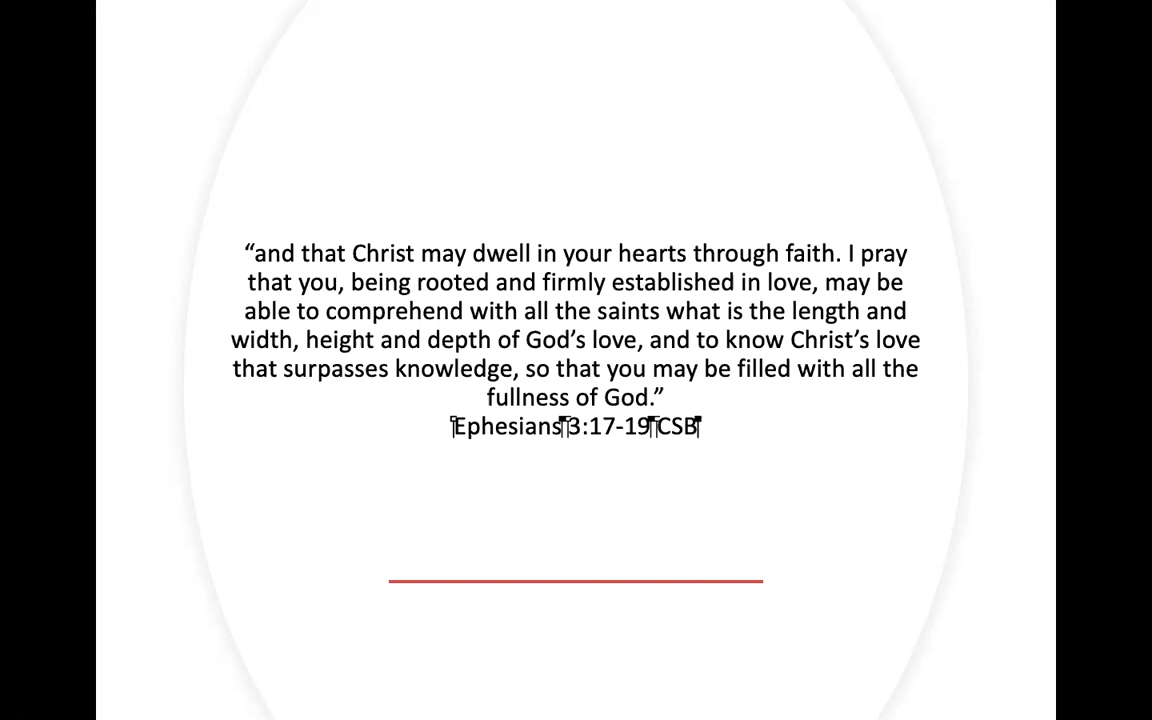 “and that Christ may dwell in your hearts through faith. I pray
that you, being rooted and firmly established in love, may be
able to comprehend with all the saints what is the length and
width, height and depth of God’s love, and to know Christ’s love
that surpasses knowledge, so that you may be filled with all the
fullness of God.”
Ephesians 3:17-19 CSB